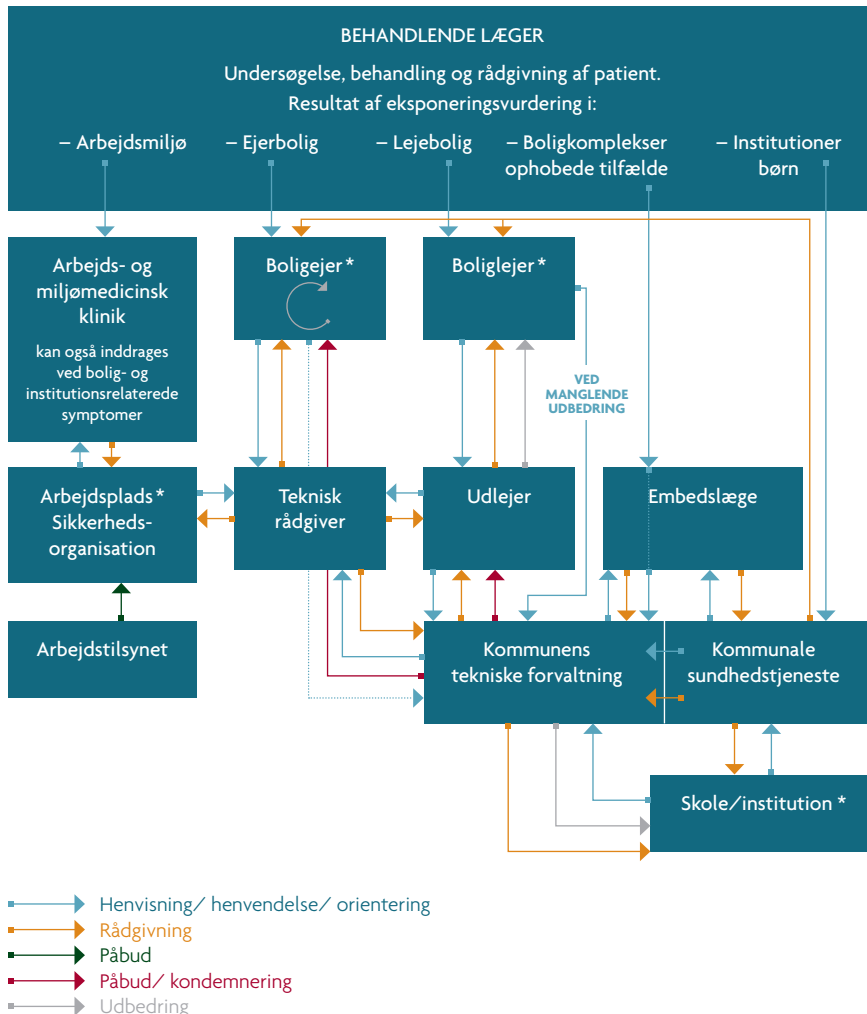 BEHANDLENDE LÆGER
Undersøgelse, behandling og rådgivning af patient.
Resultat af eksponeringsvurdering i:
– Arbejdsmiljø
– Ejerbolig
– Lejebolig
– Boligkomplekser
ophobede tilfælde
– Institutioner
børn
Arbejds- og
miljømedicinsk
klinik
kan også inddrages
ved bolig- og
institutionsrelaterede
symptomer
Boligejer *
Boliglejer *
VED
MANGLENDE
UDBEDRING
Arbejdsplads *
Sikkerheds-
organisation
Teknisk
rådgiver
Udlejer
Embedslæge
Arbejdstilsynet
Kommunens
tekniske forvaltning
Kommunale
sundhedstjeneste
Skole/institution *
Henvisning/ henvendelse/ orientering
Rådgivning
Påbud
Påbud/ kondemnering
Udbedring